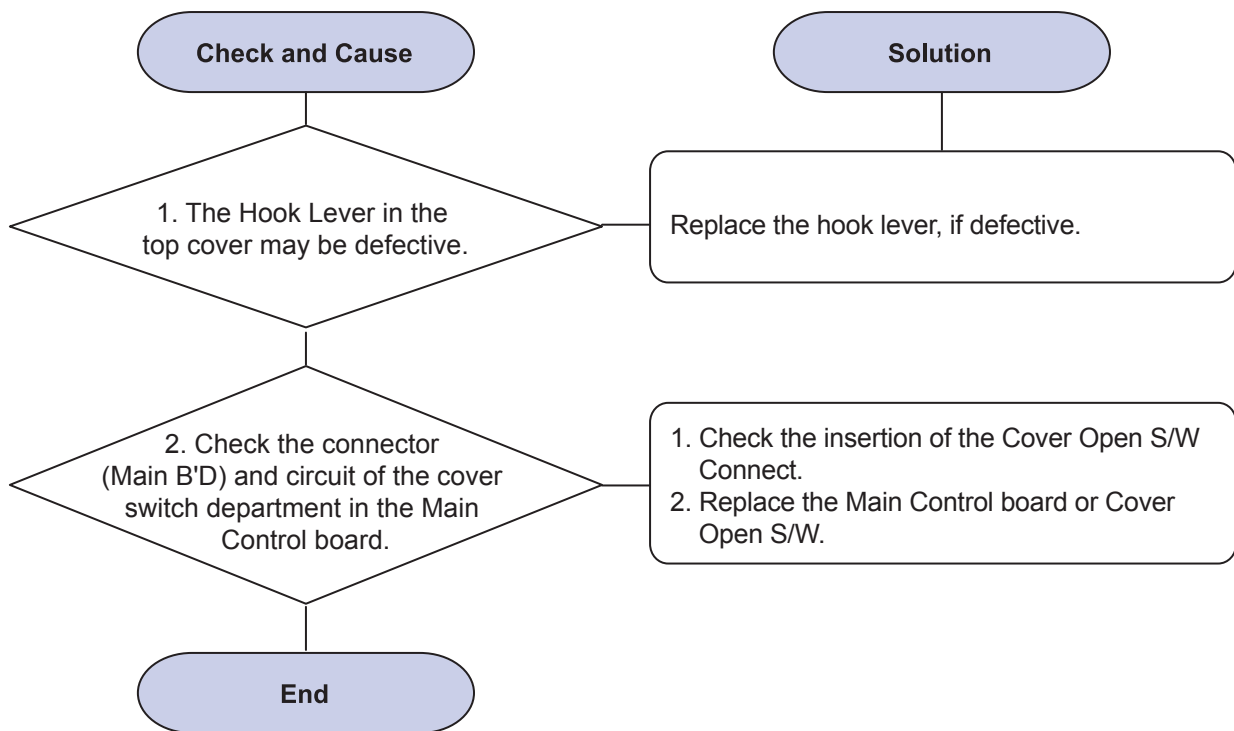 Check and Cause
Solution
1. The Hook Lever in the
top cover may be defective.
Replace the hook lever, if defective.
2. Check the connector
(Main B'D) and circuit of the cover
switch department in the Main
Control board.
1. Check the insertion of the Cover Open S/W
Connect.
2. Replace the Main Control board or Cover
Open S/W.
End